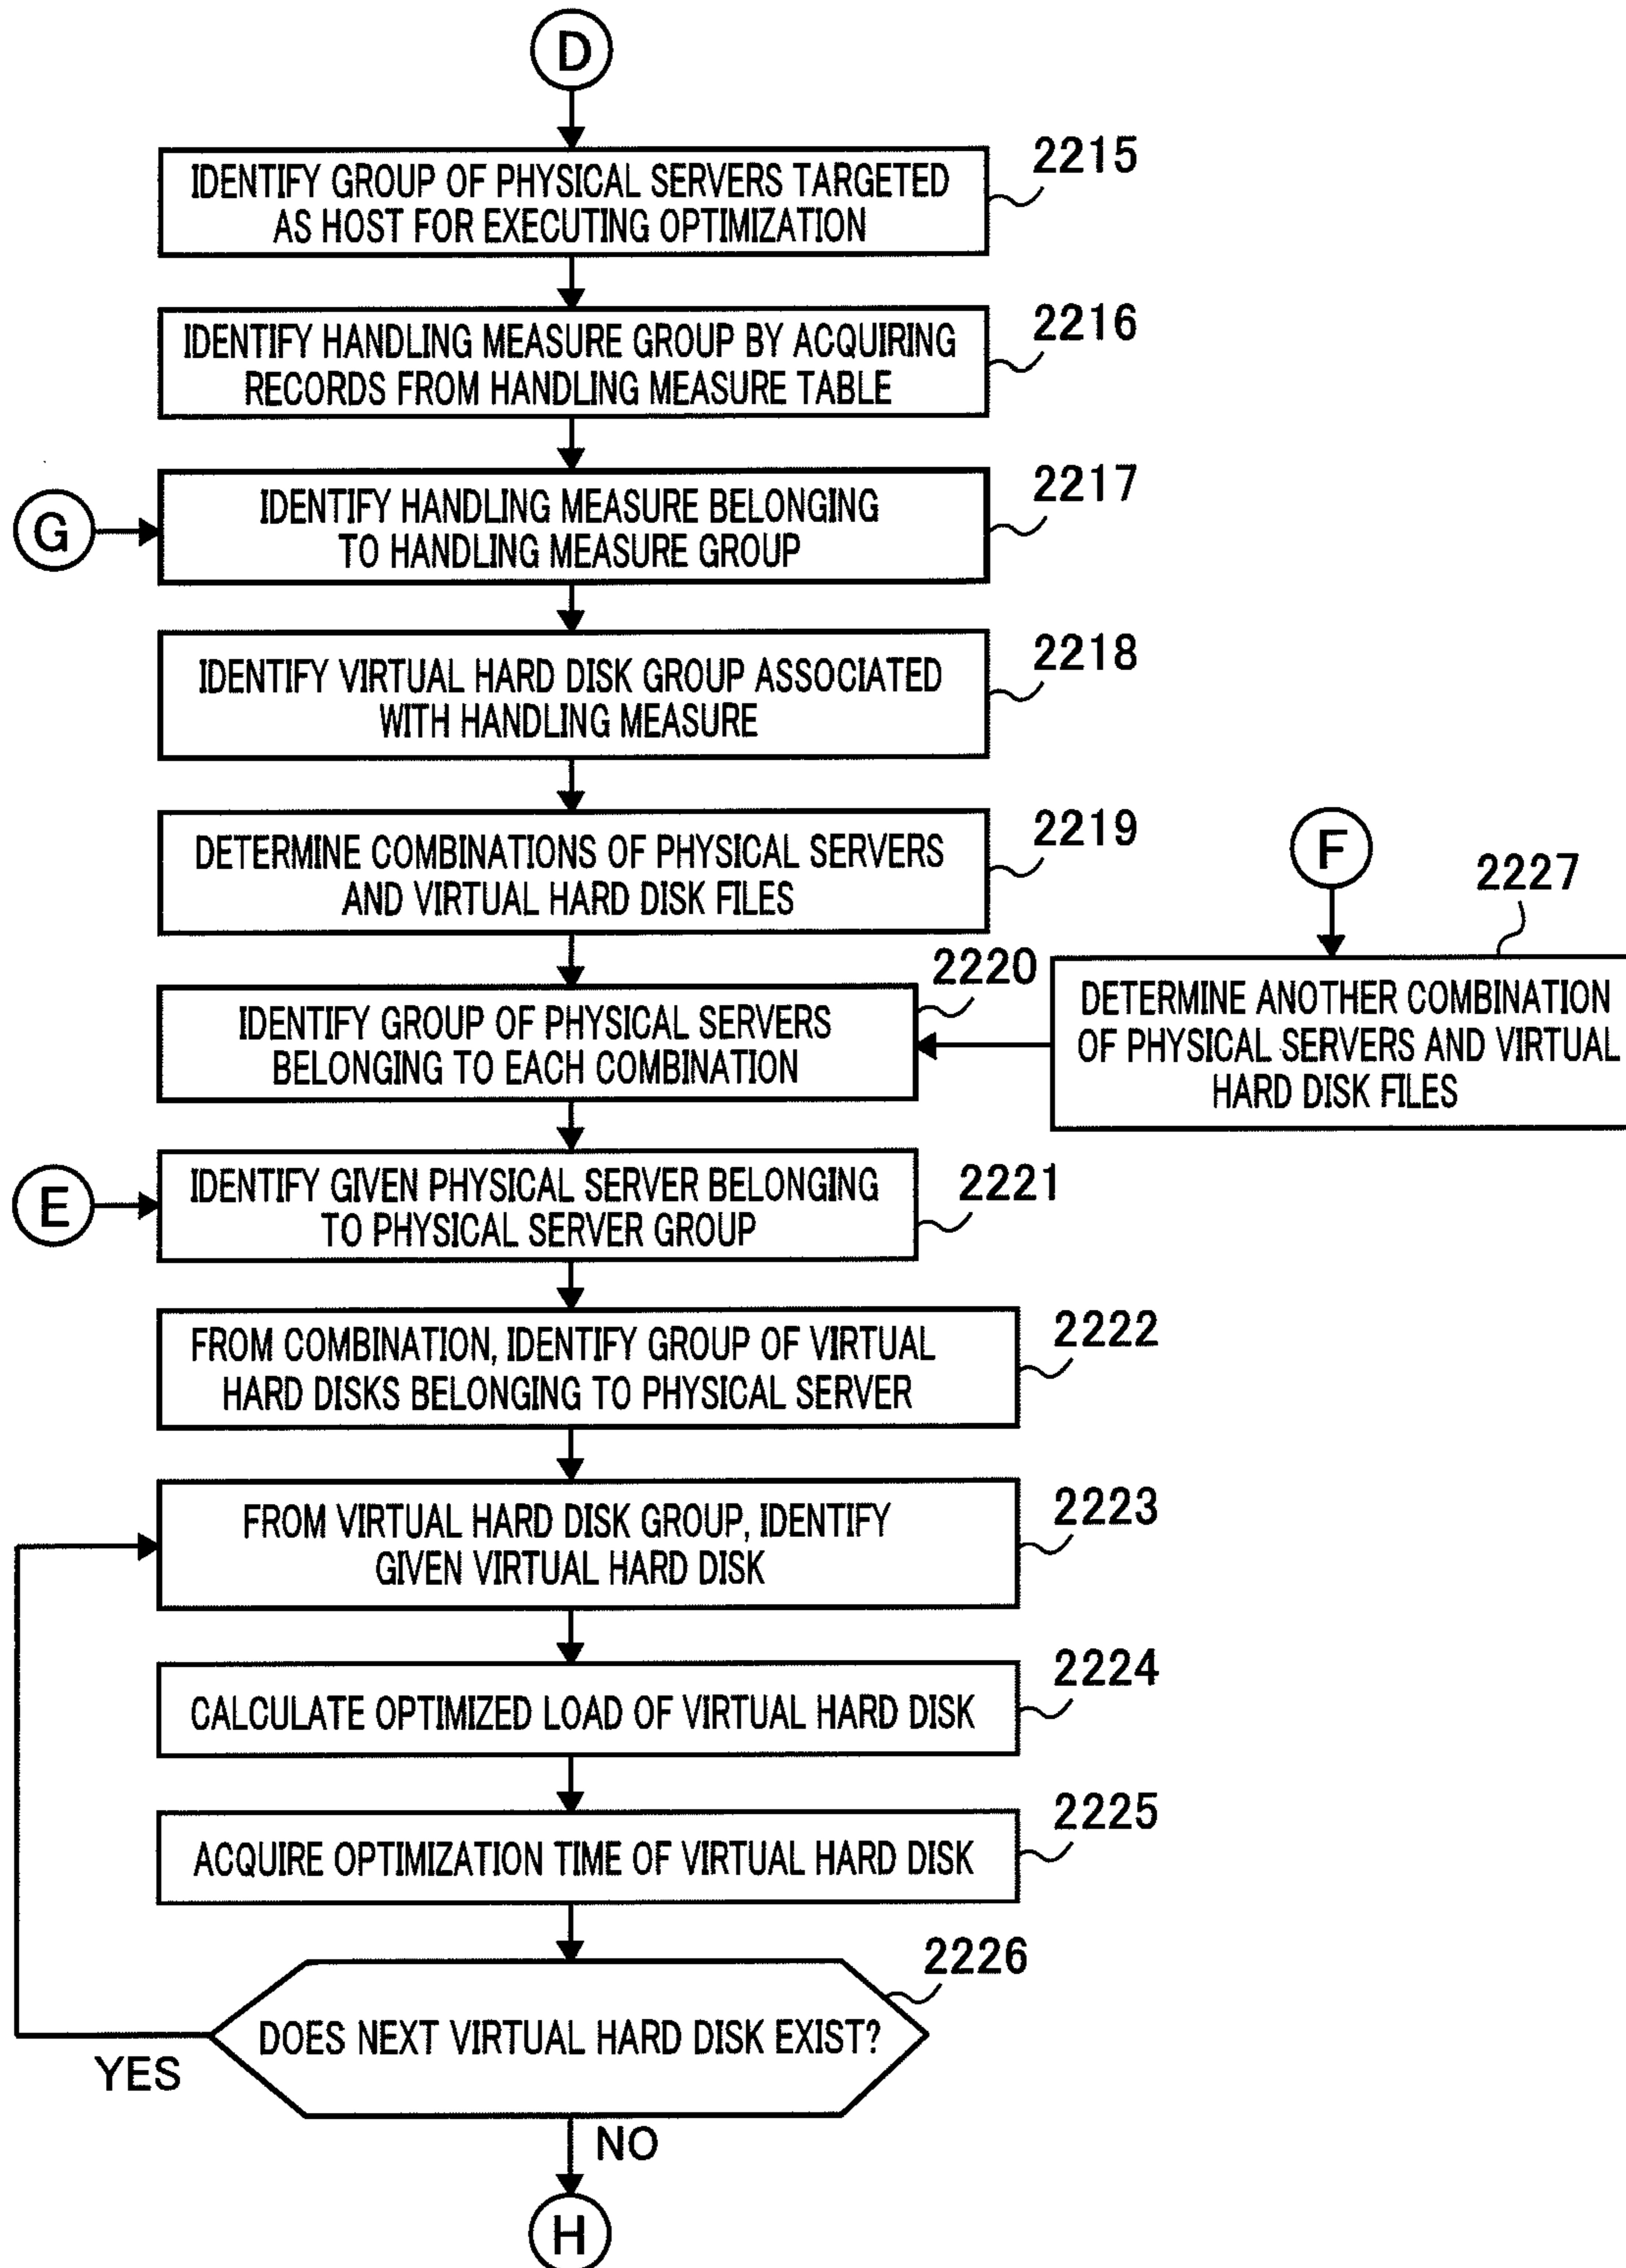 D
IDENTIFY GROUP OF PHYSICAL SERVERS TARGETED
AS HOST FOR EXECUTING OPTIMIZATION
2215
IDENTIFY HANDLING MEASURE GROUP BY ACQUIRING
RECORDS FROM HANDLING MEASURE TABLE
2216
G
IDENTIFY HANDLING MEASURE BELONGING
TO HANDLING MEASURE GROUP
2217
IDENTIFY VIRTUAL HARD DISK GROUP ASSOCIATED
WITH HANDLING MEASURE
2218
DETERMINE COMBINATIONS OF PHYSICAL SERVERS
AND VIRTUAL HARD DISK FILES
2219
F
2227
DETERMINE ANOTHER COMBINATION
OF PHYSICAL SERVERS AND VIRTUAL
HARD DISK FILES
2220
IDENTIFY GROUP OF PHYSICAL SERVERS
BELONGING TO EACH COMBINATION
E
IDENTIFY GIVEN PHYSICAL SERVER BELONGING
TO PHYSICAL SERVER GROUP
2221
FROM COMBINATION, IDENTIFY GROUP OF VIRTUAL
HARD DISKS BELONGING TO PHYSICAL SERVER
2222
FROM VIRTUAL HARD DISK GROUP, IDENTIFY
GIVEN VIRTUAL HARD DISK
2223
CALCULATE OPTIMIZED LOAD OF VIRTUAL HARD DISK
2224
ACQUIRE OPTIMIZATION TIME OF VIRTUAL HARD DISK
2225
2226
DOES NEXT VIRTUAL HARD DISK EXIST?
YES
NO
H